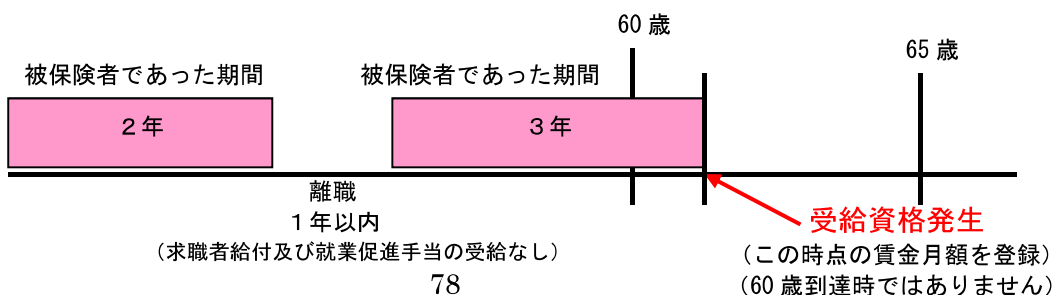 60 歳
65 歳
被保険者であった期間
被保険者であった期間
２年
３年
離職
１年以内
（求職者給付及び就業促進手当の受給なし）
受給資格発生
（この時点の賃金月額を登録）
（60 歳到達時ではありません）
78